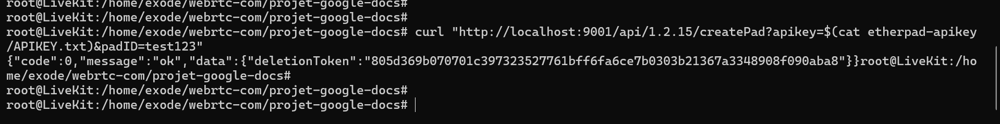 root@LiveKit:/home/exode/webrtc-com/projet-google-docs#
root@LiveKit:/home/exode/webrtc-com/projet-google-docs#
root@LiveKit:/home/exode/webrtc-com/projet-google-docs# curl "http://localhost:9001/api/1.2.15/createPad?apikey=$(cat etherpad-apikey
/APIKEY.txt)&padID=test123"
{"code":0,"message":"ok","data":{"deletionToken":"805d369b070701c397323527761bff6fa6ce7b0303b21367a3348908f090aba8"}}root@LiveKit:/ho
me/exode/webrtc-com/projet-google-docs#
root@LiveKit:/home/exode/webrtc-com/projet-google-docs#
root@LiveKit:/home/exode/webrtc-com/projet-google-docs#